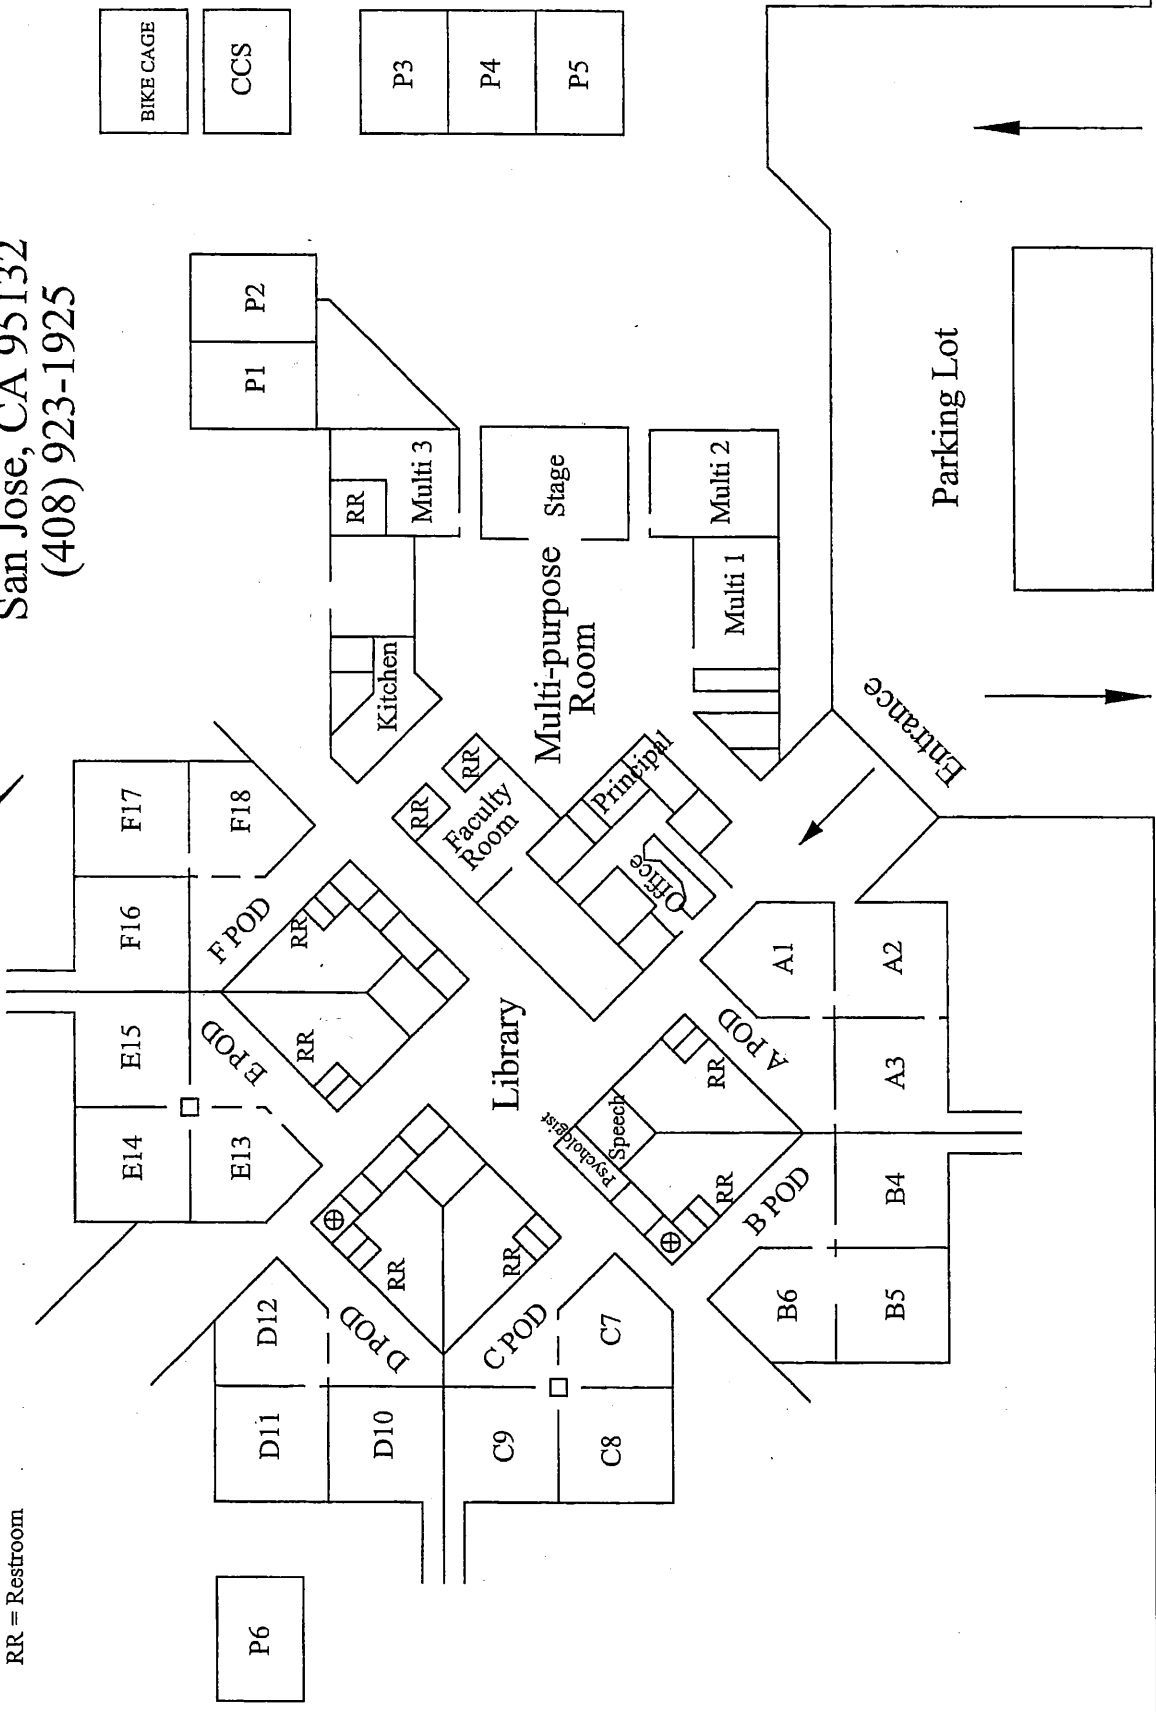 RR = Restroom
San Jose, CA 95132
(408) 923-1925
BIKE CAGE
CCS
E14
E15
F16
F17
P6
D11
D12
E13
E POD
F POD
F18
P1
P2
RR
RR
D10
D POD
RR
RR
Kitchen
RR
Multi 3
P3
P4
P5
C9
C POD
RR
Library
Faculty
Room
RR
Multi-purpose
Room
Stage
C8
C7
Psychologist
Speech
Office
Principal
RR
RR
B POD
A POD
Multi 1
Multi 2
B6
A1
B5
B4
A3
A2
Entrance
Parking Lot